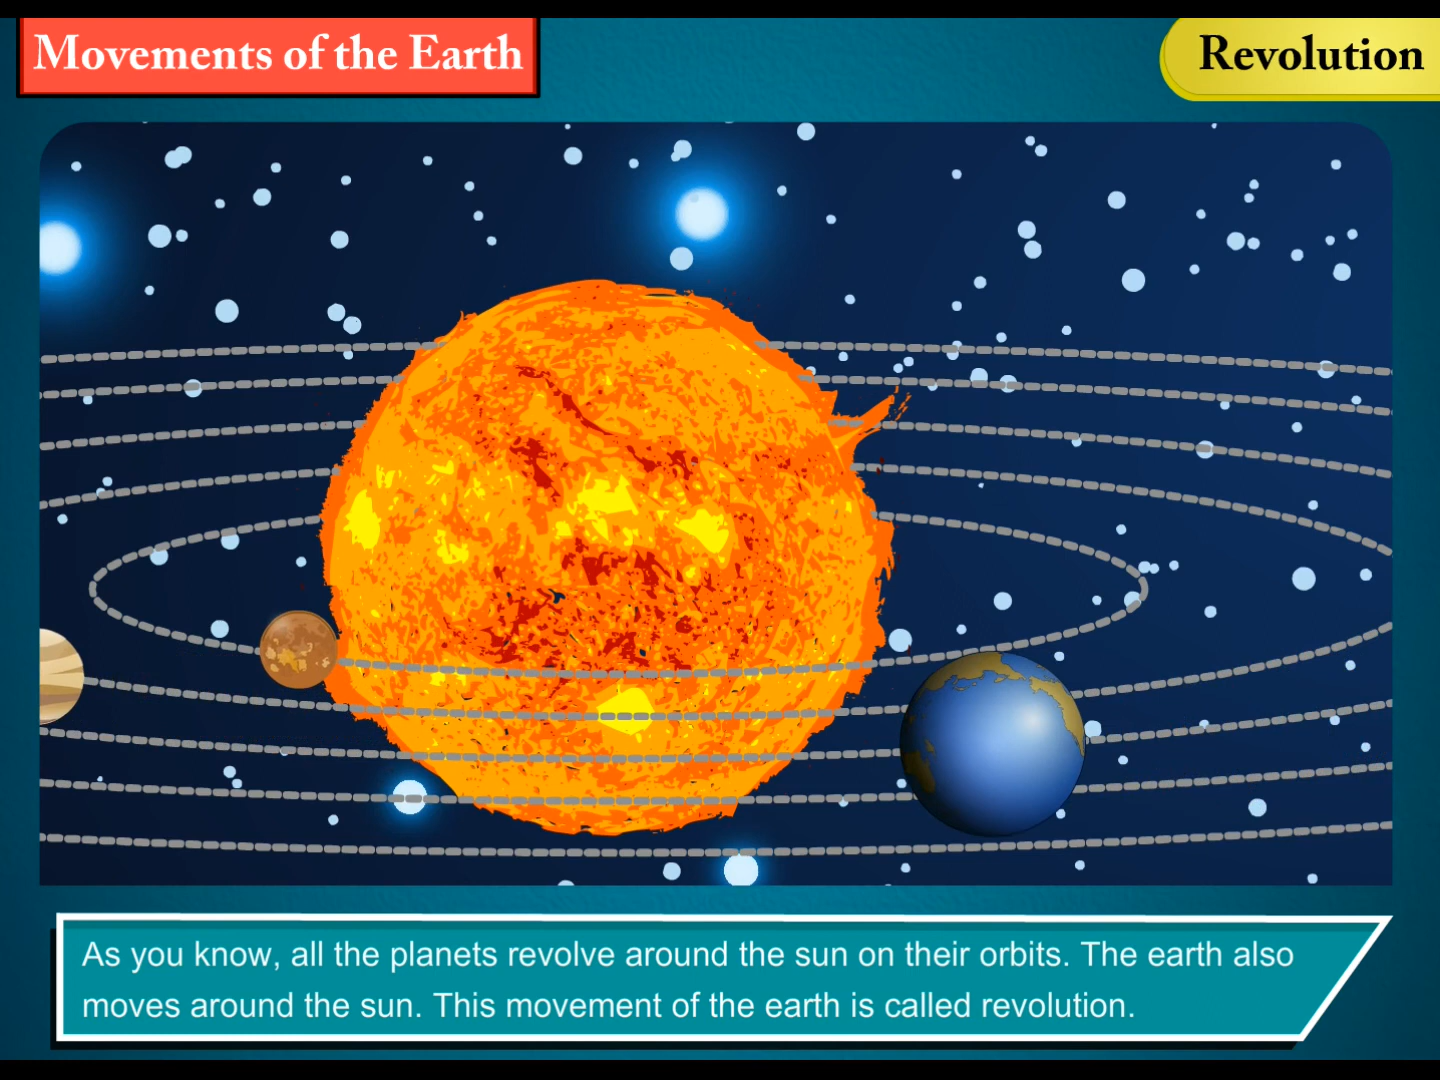 Movements of the Earth
Revolution
As you know, all the planets revolve around the sun on their orbits. The earth also
moves around the sun. This movement of the earth is called revolution.